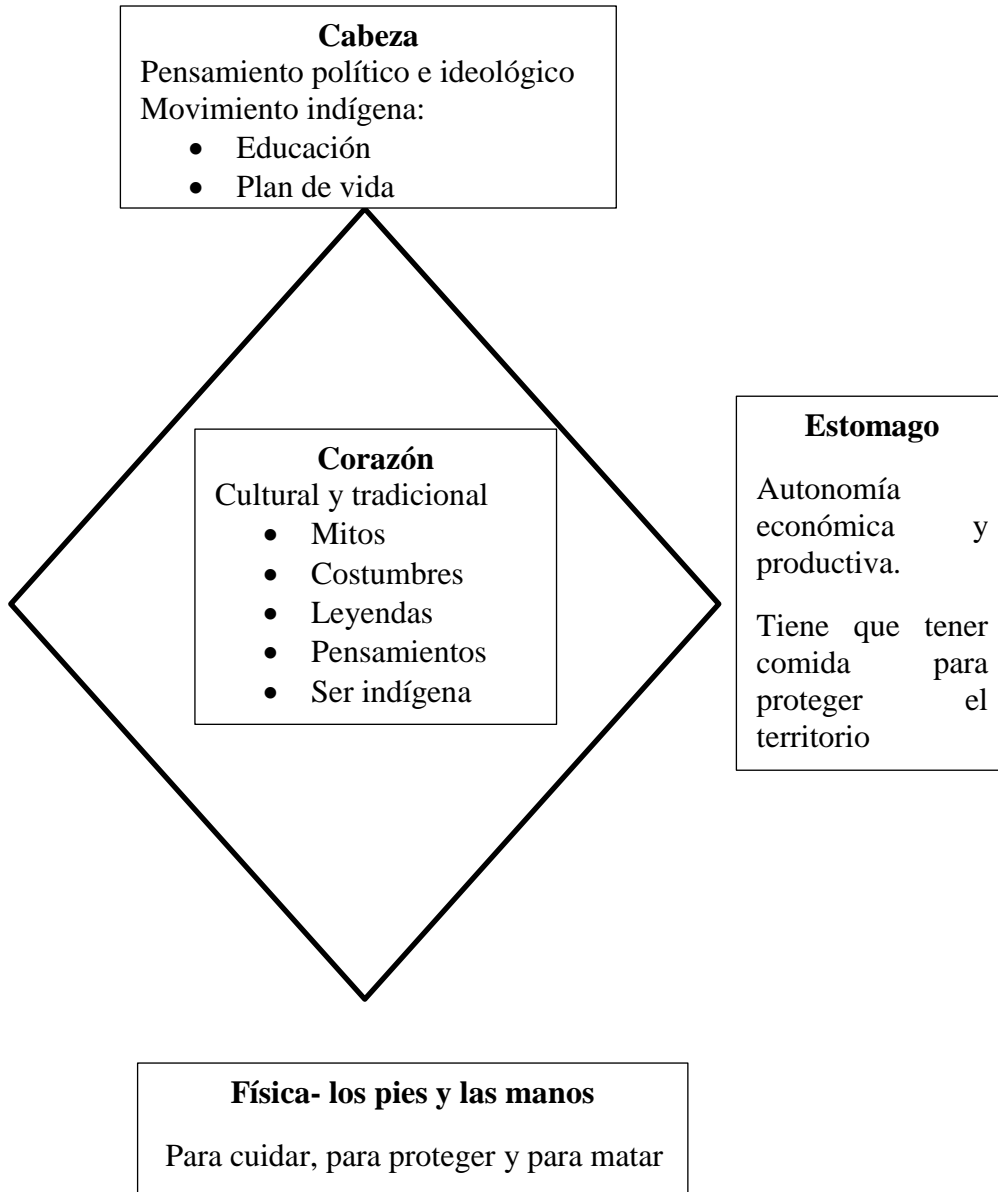 Cabeza
Pensamiento político e ideológico
Movimiento indígena:
• Educación
• Plan de vida
Corazón
Cultural y tradicional
• Mitos
• Costumbres
• Leyendas
• Pensamientos
• Ser indígena
Estomago
Autonomía
económica y
productiva.
Tiene que tener
comida para
proteger el
territorio
Física- los pies y las manos
Para cuidar, para proteger y para matar